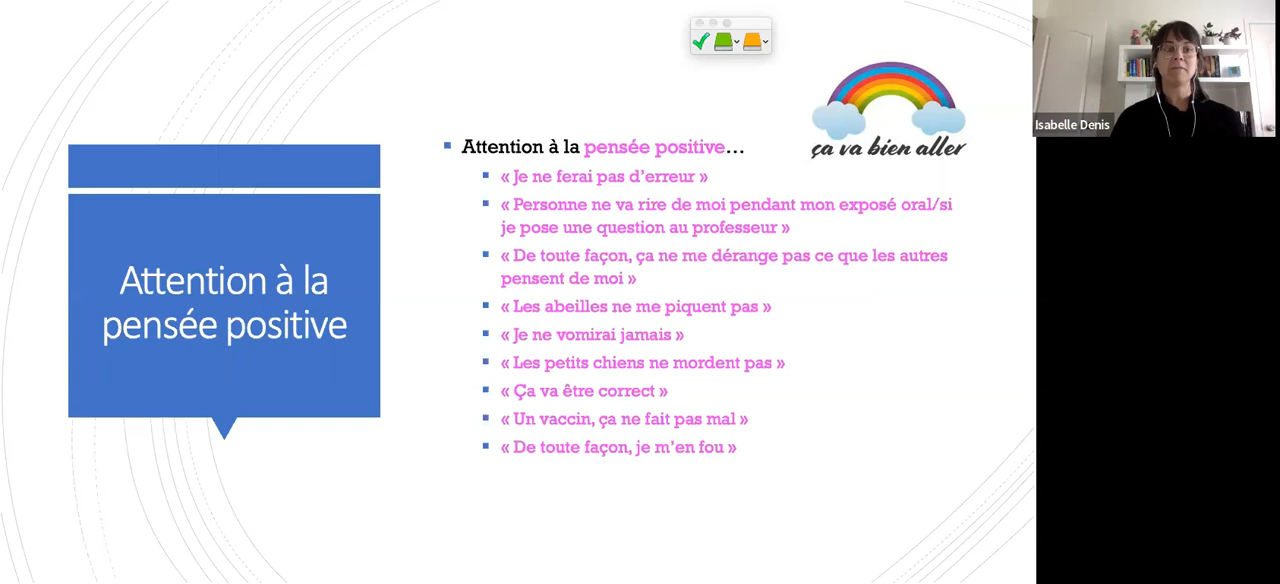 Attention à la
pensée positive
ça va bien aller
Attention à la pensée positive...
« Je ne ferai pas d'erreur »
« Personne ne va rire de moi pendant mon exposé oral/si
je pose une question au professeur »
« De toute façon, ça ne me dérange pas ce que les autres
pensent de moi »
« Les abeilles ne me piquent pas »
« Je ne vomirai jamais »
« Les petits chiens ne mordent pas »
« Ça va être correct »
« Un vaccin, ça ne fait pas mal »
« De toute façon, je m'en fou »
Isabelle Denis